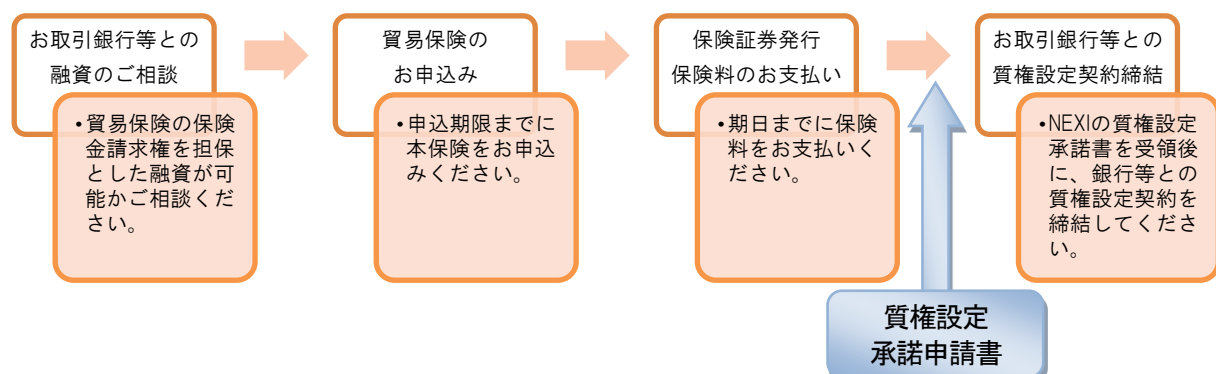 お取引銀行等との
融資のご相談
・貿易保険の保険
金請求権を担保
とした融資が可
能かご相談くだ
さい。
貿易保険の
お申込み
・申込期限までに
本保険をお申込
みください。
保険証券発行
保険料のお支払い
・期日までに保険
料をお支払いく
ださい。
お取引銀行等との
質権設定契約締結
・NEXIの質権設定
承諾書を受領後
に、銀行等との
質権設定契約を
締結してくださ
い。
質権設定
承諾申請書